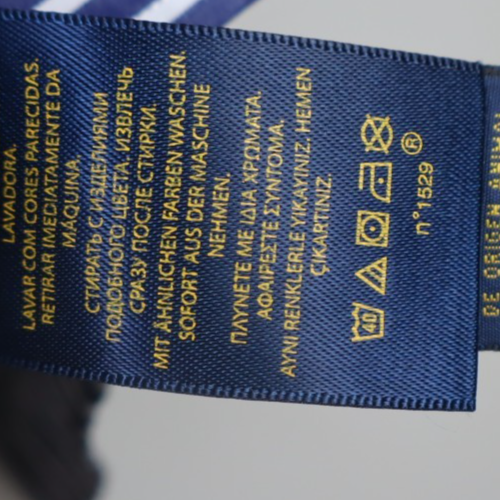 LAVADORA.
LAVAR COM CORES PARECIDAS.
RETIRAR IMEDIATAMENTE DA
MÁQUINA.
СТИРАТЬ С ИЗДЕЛИЯМИ
ПОДОБНОГО ЦВЕТА. ИЗВЛЕЧЬ
СРАЗУ ПОСЛЕ СТИРКИ.
MIT ÄHNLICHEN FARBEN WASCHEN.
SOFORT AUS DER MASCHINE
NEHMEN.
ΠΛΥΝΕΤΕ ΜΕ ΙΔΙΑ ΧΡΩΜΑΤΑ.
ΑΦΑΙΡΕΣΤΕ ΣΥΝΤΟΜΑ.
AYNI RENKLERLE YIKAYINIZ. HEMEN
ÇIKARTINIZ.
40
n°1529 ®